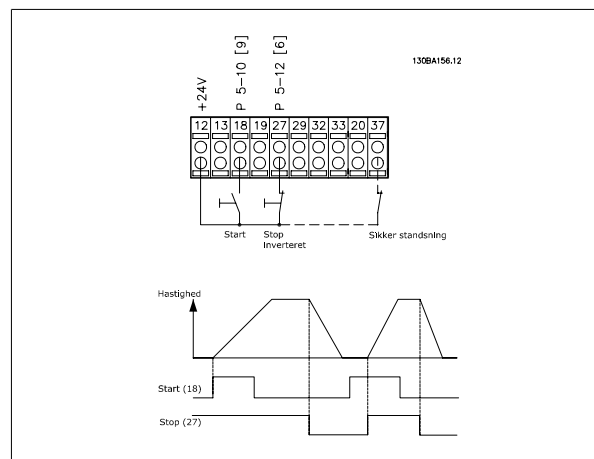 130BA156.12
+24V
P 5-10 [9]
P 5-12 [6]
12 13 18 19 27 29 32 33 20 37
Start
Stop
Inverteret
Sikker standsning
Hastighed
Start (18)
Stop (27)